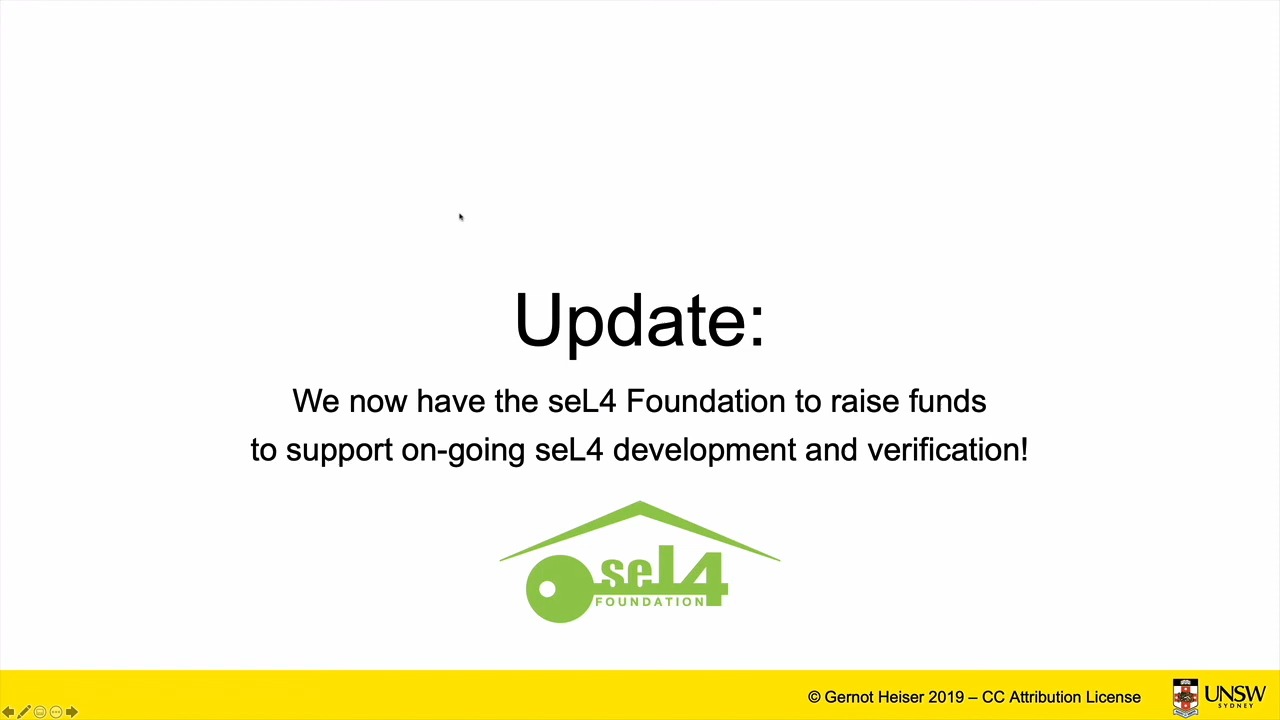 Update:
We now have the seL4 Foundation to raise funds
to support on-going seL4 development and verification!
seL4
FOUNDATION
© Gernot Heiser 2019 – CC Attribution License
UNSW
SYDNEY